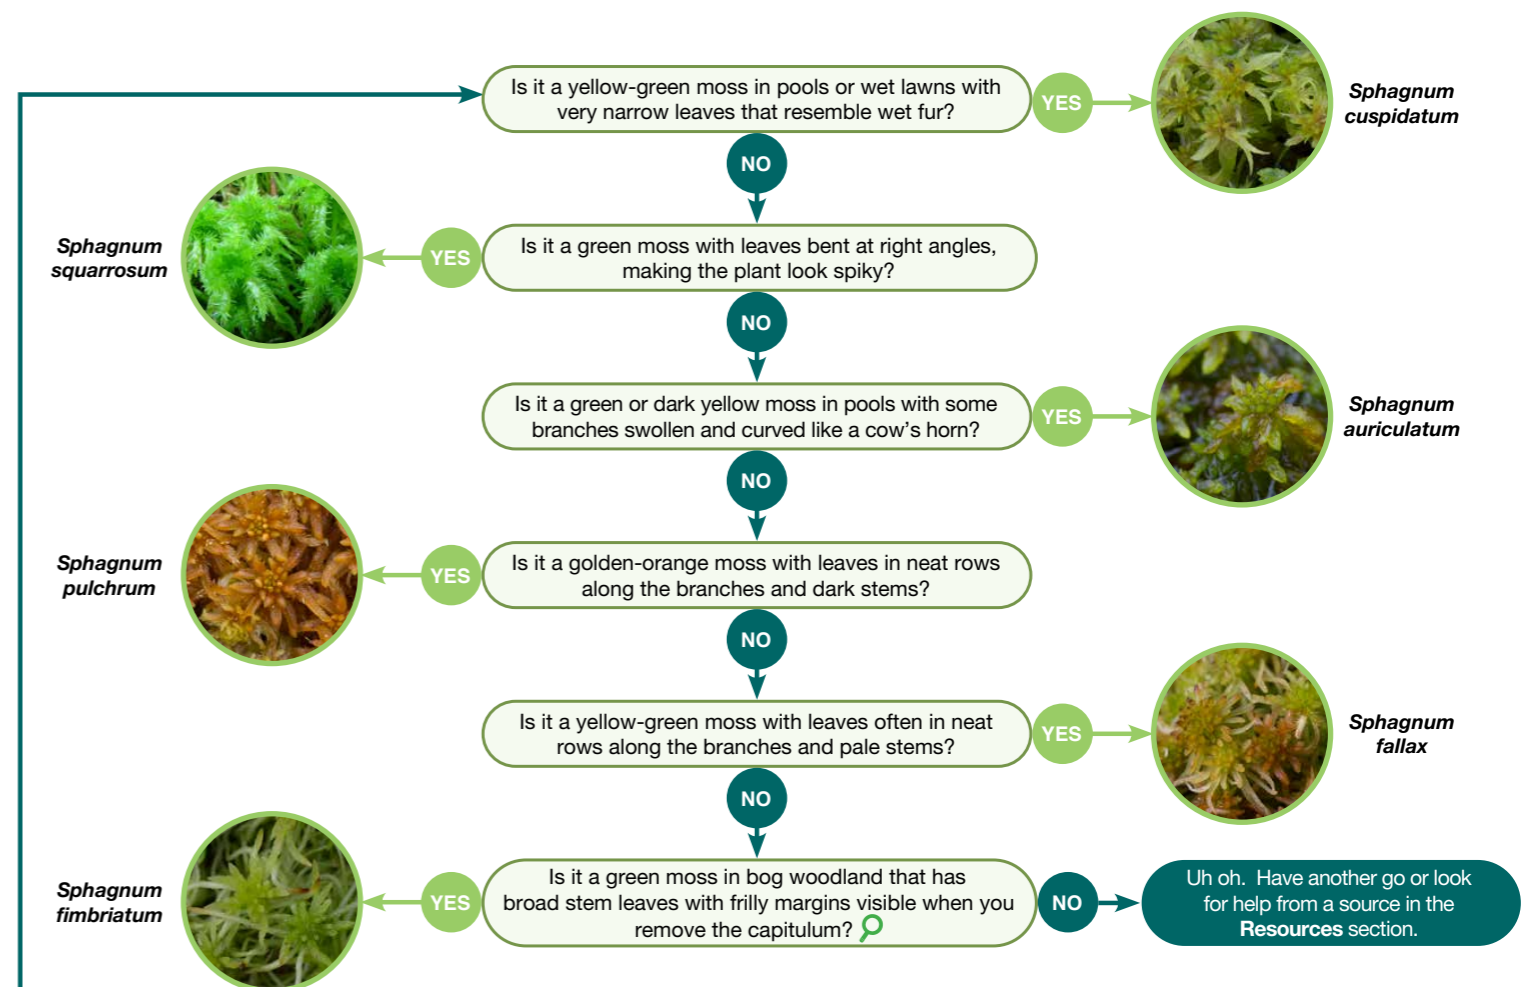 Is it a yellow-green moss in pools or wet lawns with
very narrow leaves that resemble wet fur?
YES
Sphagnum
cuspidatum
NO
Is it a green moss with leaves bent at right angles,
making the plant look spiky?
YES
Sphagnum
squarrosum
NO
Is it a green or dark yellow moss in pools with some
branches swollen and curved like a cow’s horn?
YES
Sphagnum
auriculatum
NO
Is it a golden-orange moss with leaves in neat rows
along the branches and dark stems?
YES
Sphagnum
pulchrum
NO
Is it a yellow-green moss with leaves often in neat
rows along the branches and pale stems?
YES
Sphagnum
fallax
NO
Is it a green moss in bog woodland that has
broad stem leaves with frilly margins visible when you
remove the capitulum?
YES
Sphagnum
fimbriatum
NO
Uh oh. Have another go or look
for help from a source in the
Resources section.